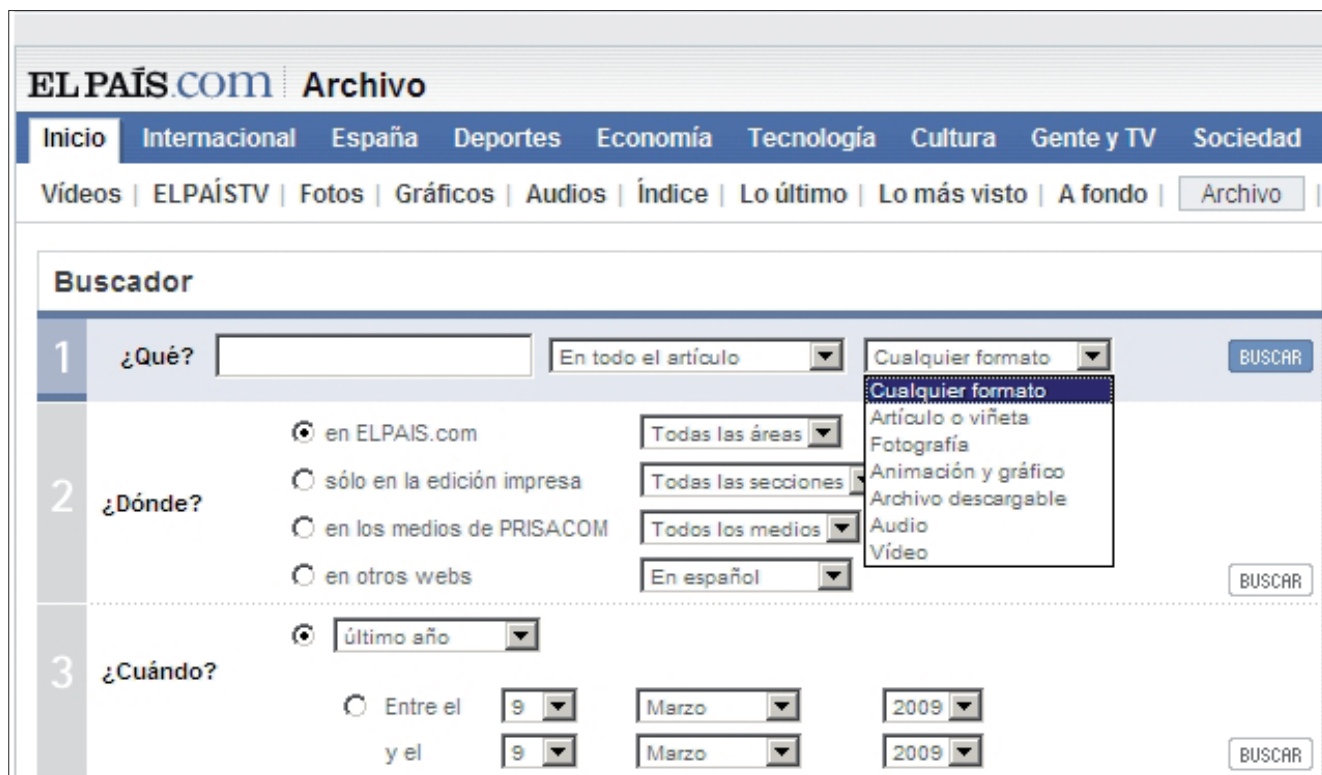 EL PAÍS.com Archivo
Inicio Internacional España Deportes Economía Tecnología Cultura Gente y TV Sociedad
Vídeos | ELPAÍSTV | Fotos | Gráficos | Audios | Índice | Lo último | Lo más visto | A fondo | Archivo |
Buscador
1 ¿Qué? En todo el artículo Cualquier formato BUSCAR
Cualquier formato
Artículo o viñeta
Fotografía
Animación y gráfico
Archivo descargable
Audio
Vídeo
2 ¿Dónde?
en ELPAIS.com Todas las áreas
sólo en la edición impresa Todas las secciones
en los medios de PRISACOM Todos los medios
en otros webs En español BUSCAR
3 ¿Cuándo?
último año
Entre el 9 Marzo 2009
y el 9 Marzo 2009 BUSCAR